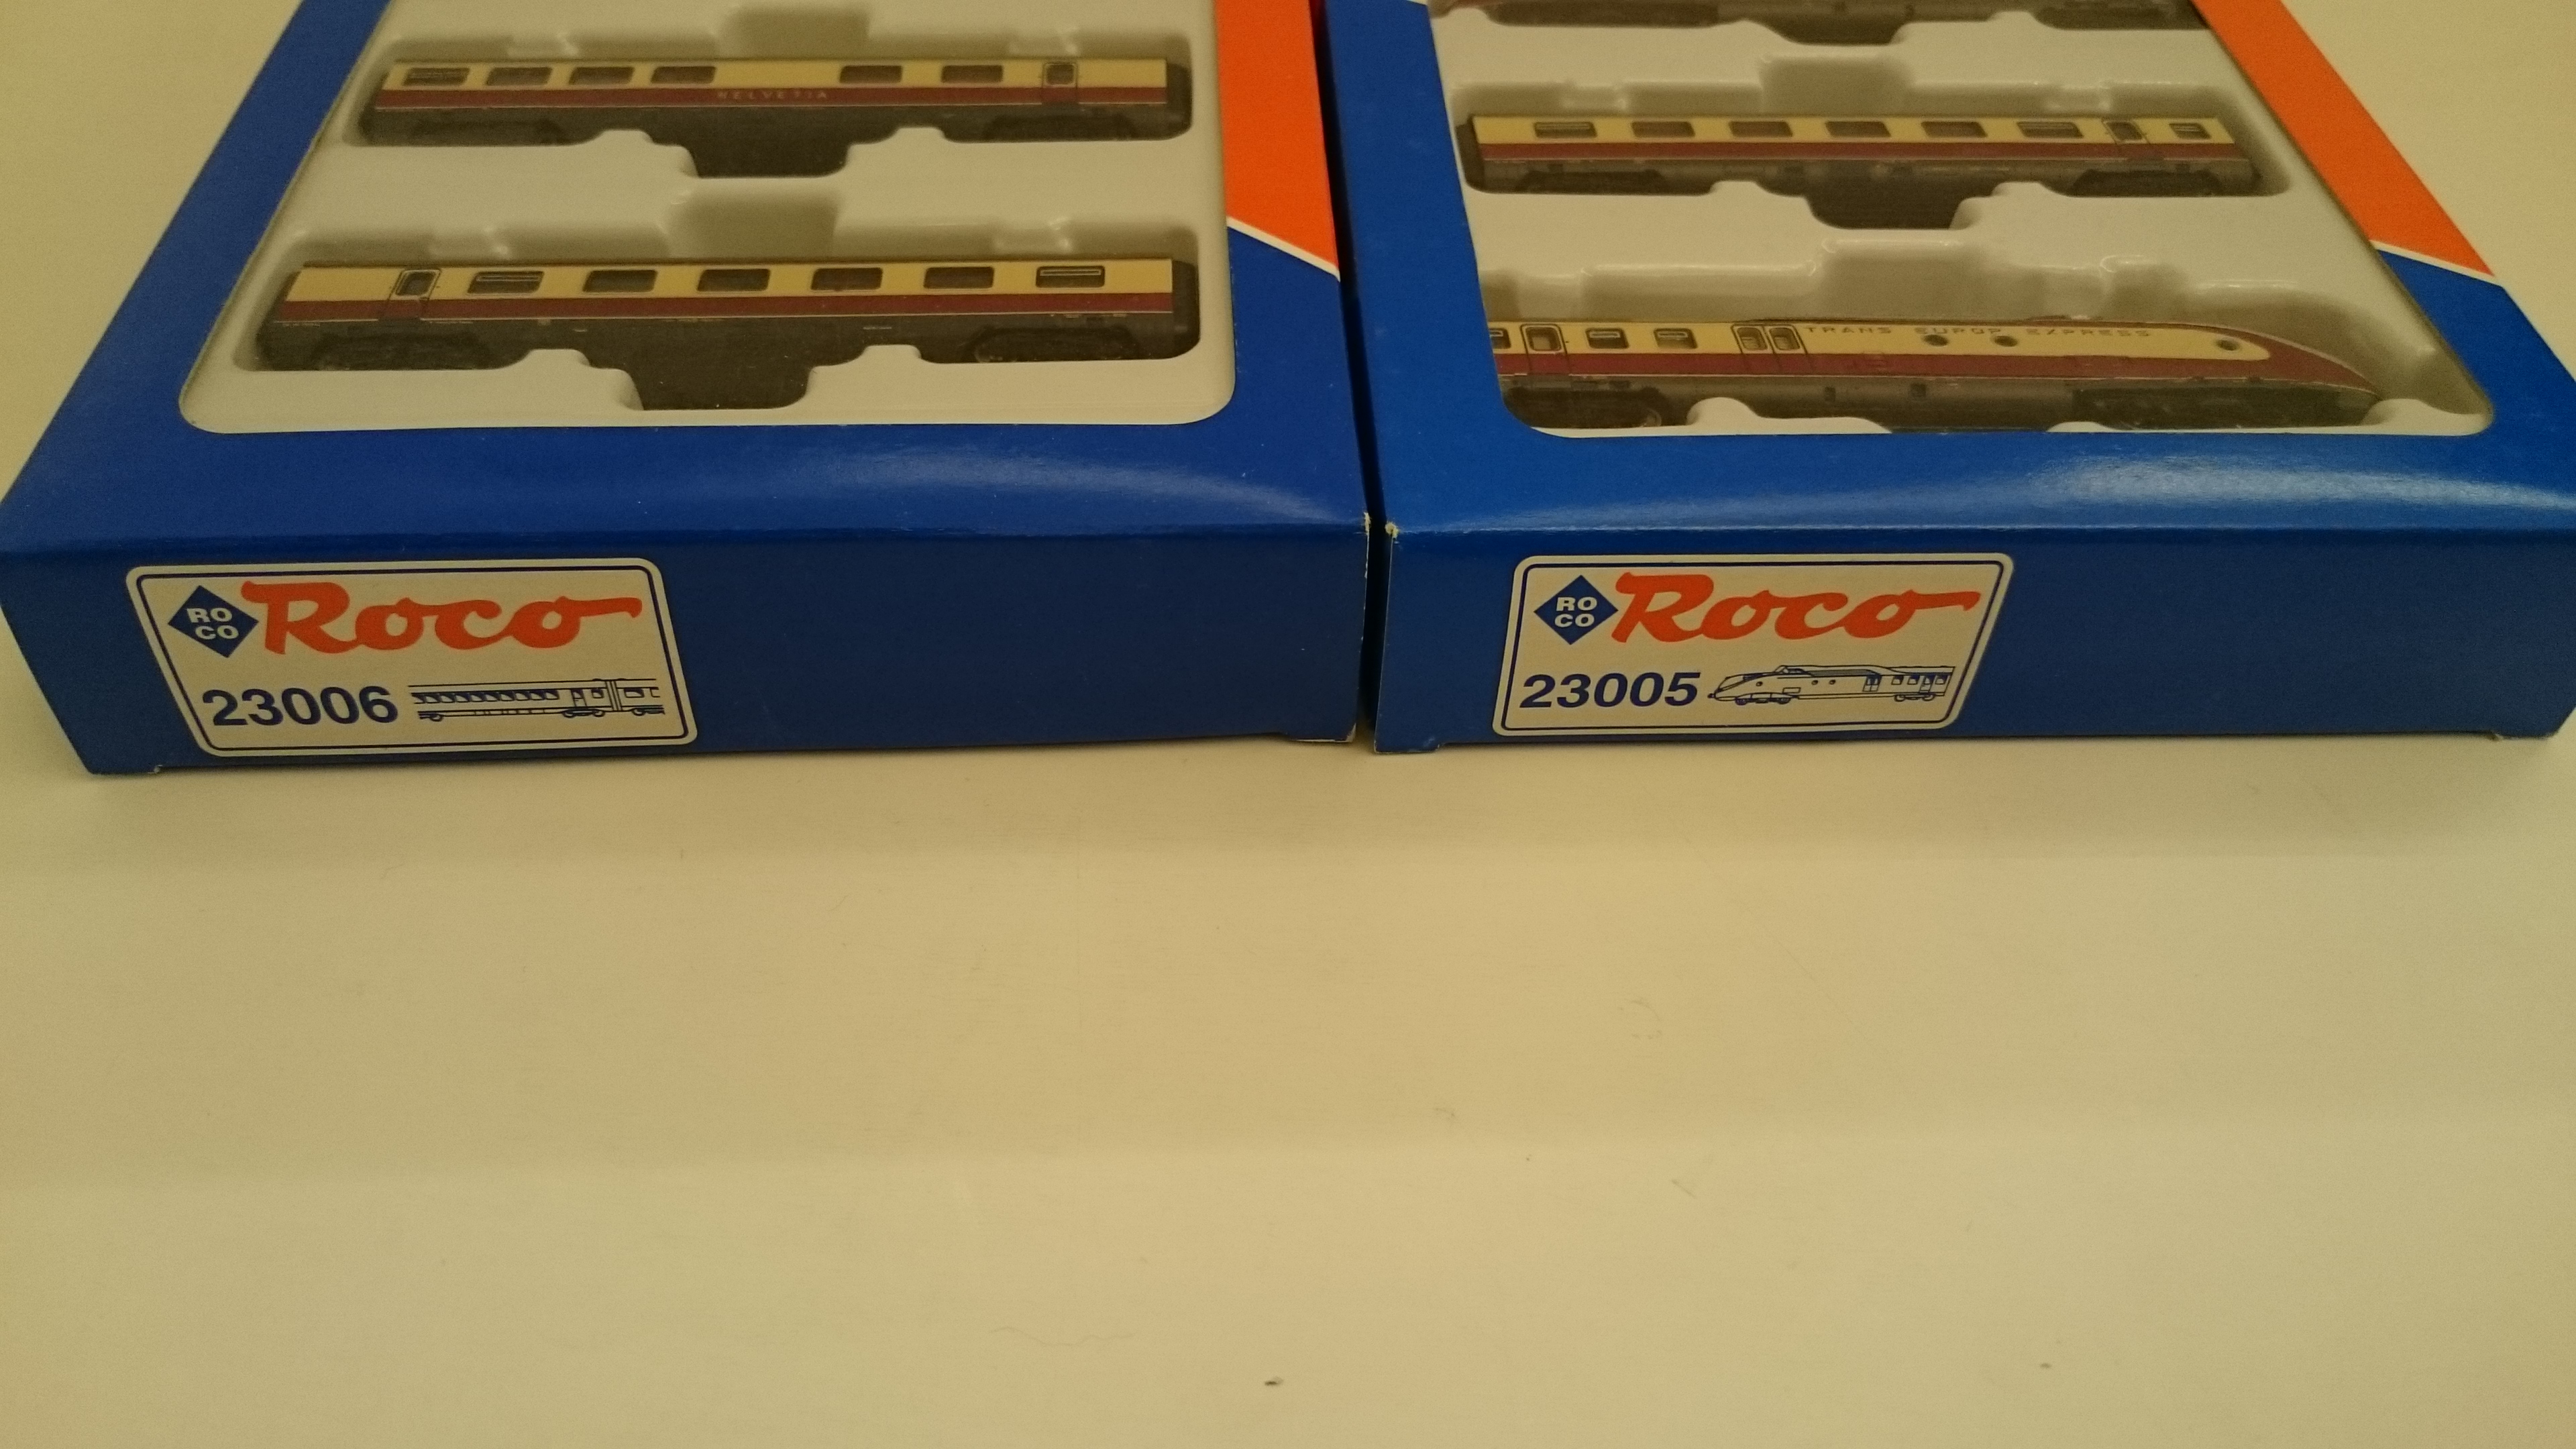 HELVETIA
TRANS EUROP EXPRESS
RO
CO
Roco
23006
RO
CO
Roco
23005